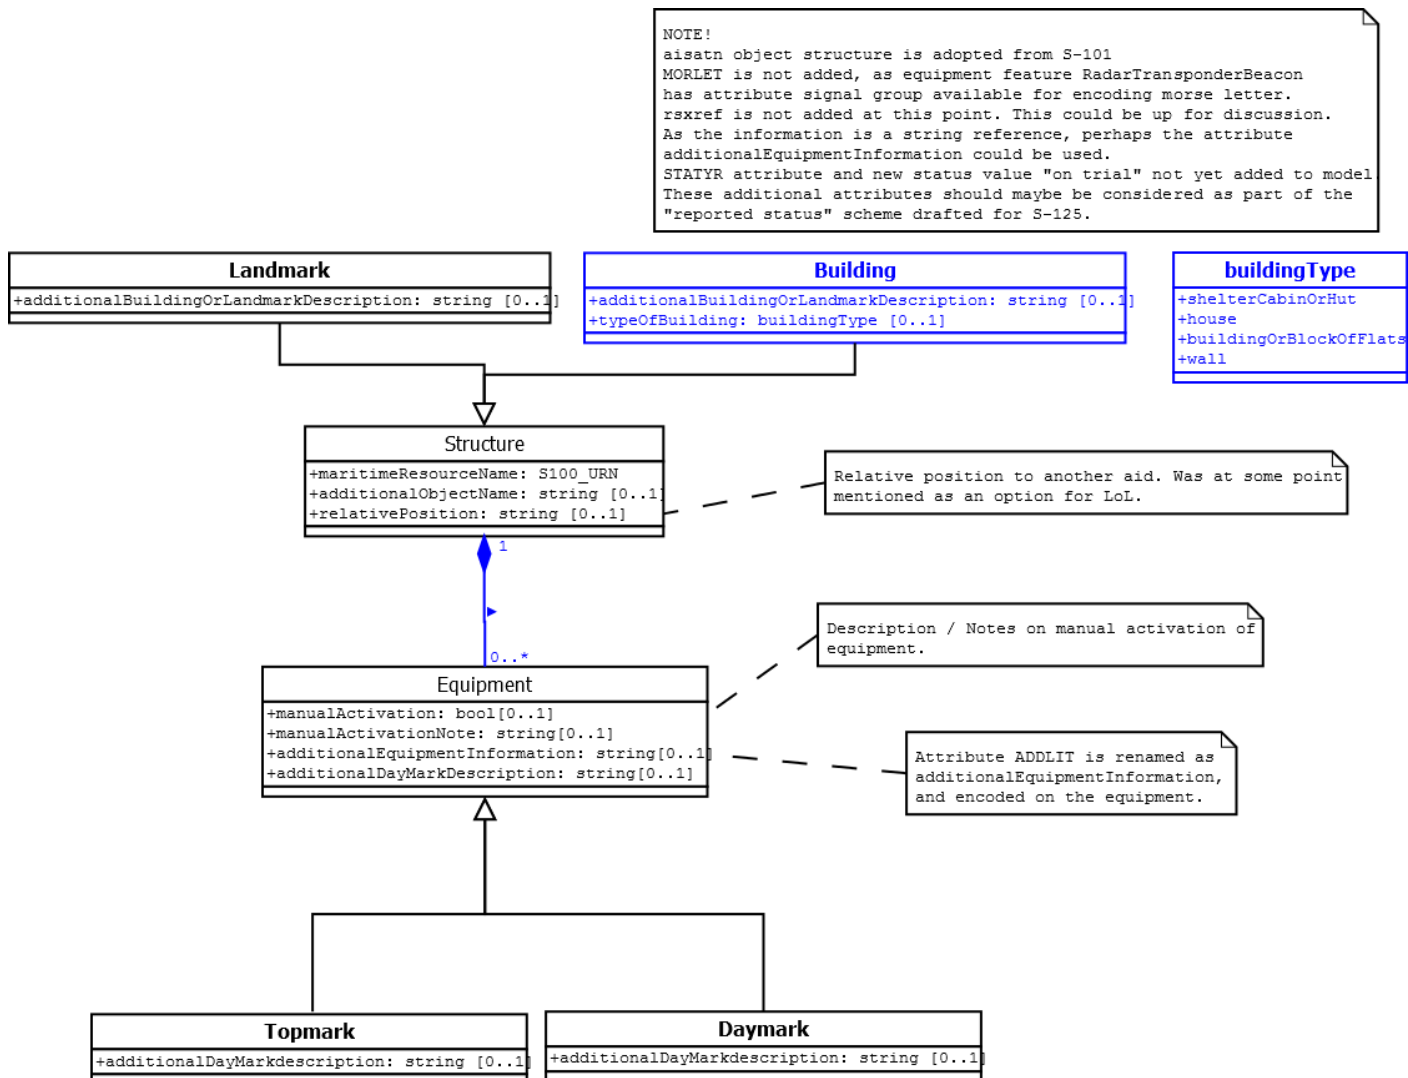 NOTE!
aisatn object structure is adopted from S-101
MORLET is not added, as equipment feature RadarTransponderBeacon
has attribute signal group available for encoding morse letter.
rsxref is not added at this point. This could be up for discussion.
As the information is a string reference, perhaps the attribute
additionalEquipmentInformation could be used.
STATYR attribute and new status value "on trial" not yet added to model
These additional attributes should maybe be considered as part of the
"reported status" scheme drafted for S-125.
Landmark
+additionalBuildingOrLandmarkDescription: string [0..1]
Building
+additionalBuildingOrLandmarkDescription: string [0..1]
+typeOfBuilding: buildingType [0..1]
buildingType
+shelterCabinOrHut
+house
+buildingOrBlockOfFlats
+wall
Structure
+maritimeResourceName: S100_URN
+additionalObjectName: string [0..1]
+relativePosition: string [0..1]
Relative position to another aid. Was at some point
mentioned as an option for LoL.
1
0..*
Description / Notes on manual activation of
equipment.
Equipment
+manualActivation: bool[0..1]
+manualActivationNote: string[0..1]
+additionalEquipmentInformation: string[0..1]
+additionalDayMarkDescription: string[0..1]
Attribute ADDLIT is renamed as
additionalEquipmentInformation,
and encoded on the equipment.
Topmark
+additionalDayMarkdescription: string [0..1]
Daymark
+additionalDayMarkdescription: string [0..1]